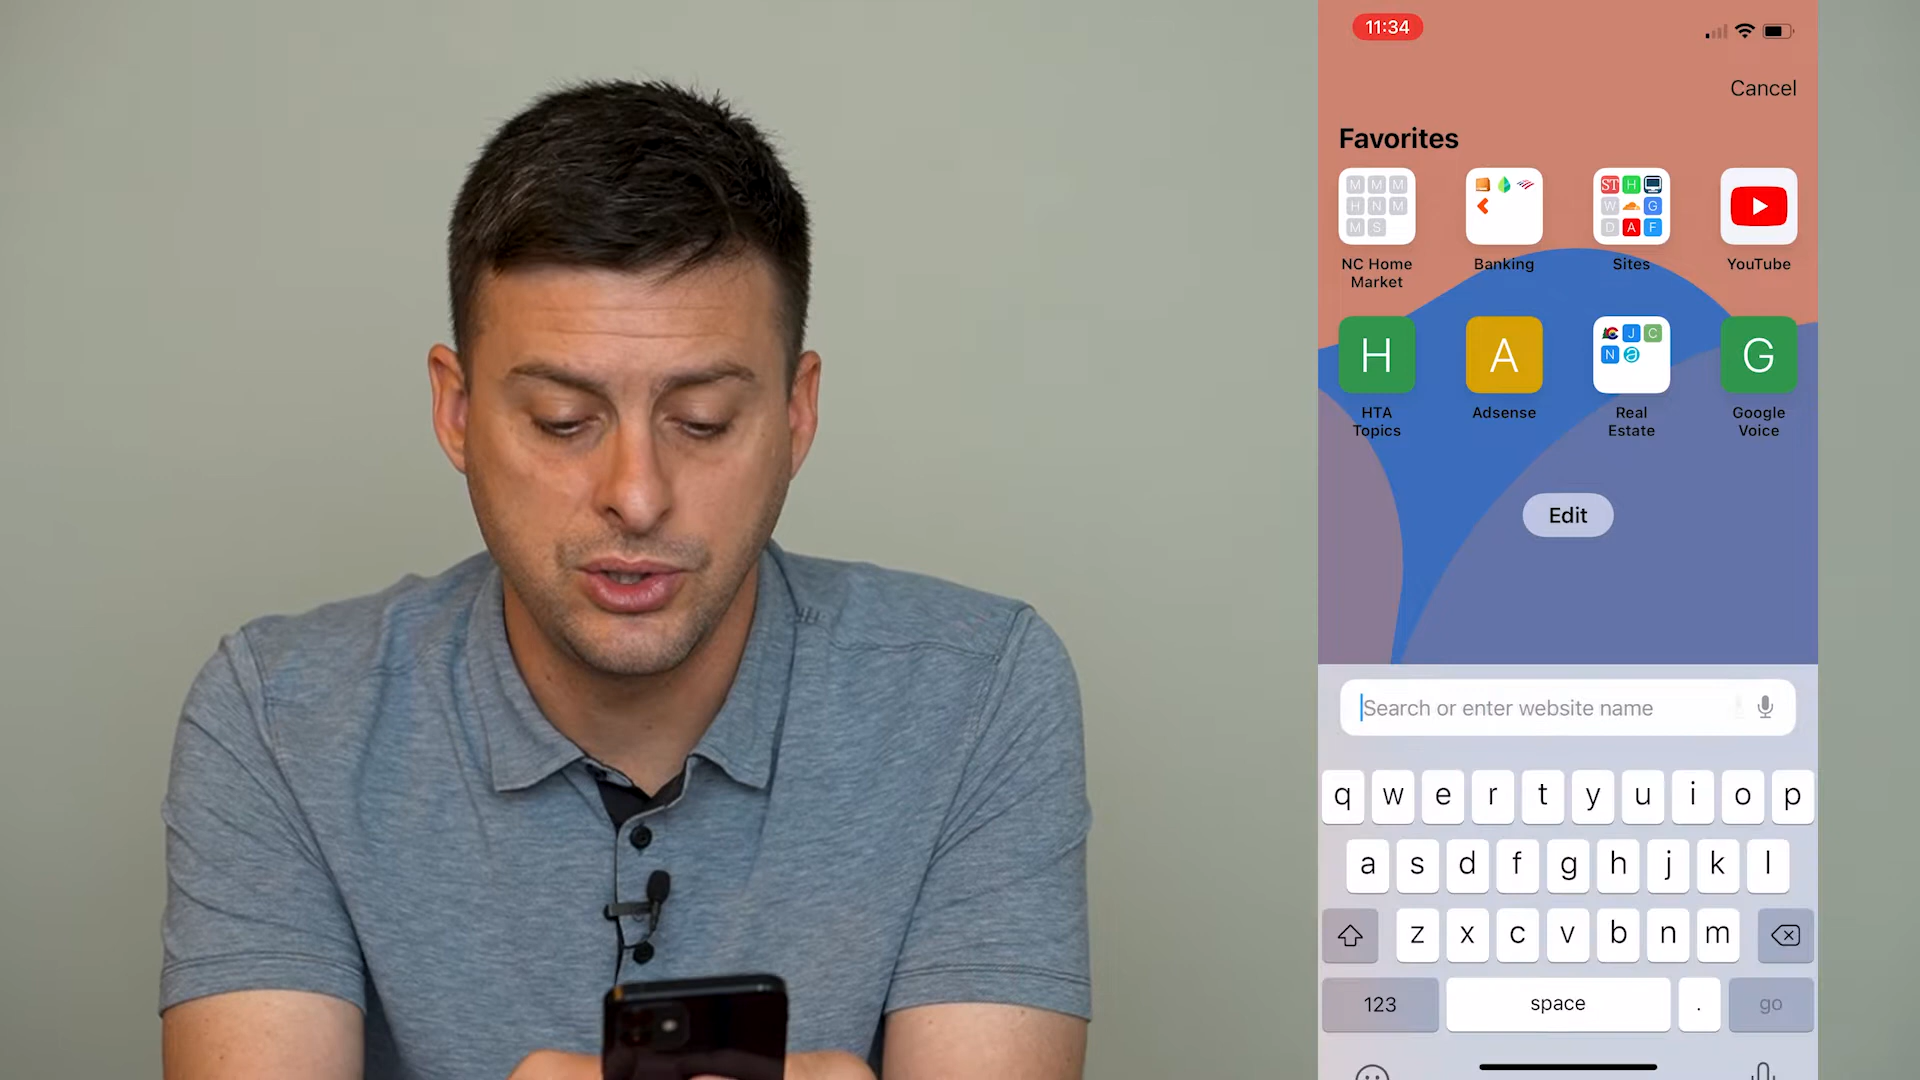 11:34
Cancel
Favorites
M M M
H N M
M S
ST H
W G
D A F
NC Home
Market
Banking
Sites
YouTube
H
A
J C
N a
G
HTA
Topics
Adsense
Real
Estate
Google
Voice
Edit
Search or enter website name
q w e r t y u i o p
a s d f g h j k l
z x c v b n m
123 space . go